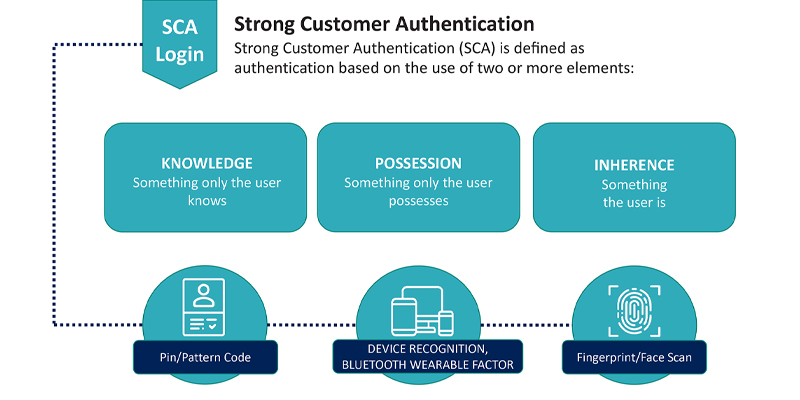 SCA
Login
Strong Customer Authentication
Strong Customer Authentication (SCA) is defined as
authentication based on the use of two or more elements:
KNOWLEDGE
Something only the user
knows
POSSESSION
Something only the user
possesses
INHERENCE
Something
the user is
Pin/Pattern Code
DEVICE RECOGNITION,
BLUETOOTH WEARABLE FACTOR
Fingerprint/Face Scan